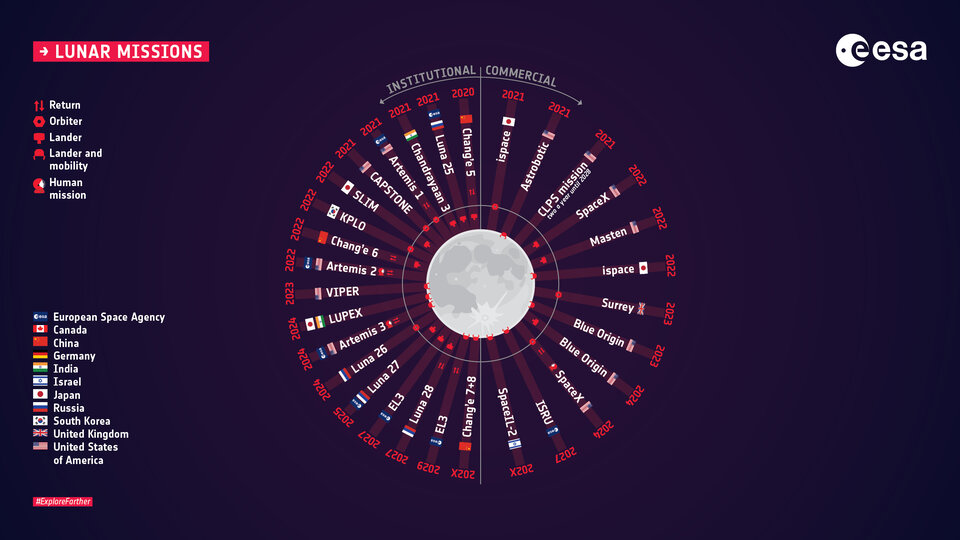 → LUNAR MISSIONS
esa
Return
Orbiter
Lander
Lander and
mobility
Human
mission
European Space Agency
Canada
China
Germany
India
Israel
Japan
Russia
South Korea
United Kingdom
United States
of America
#ExploreFarther
INSTITUTIONAL
COMMERCIAL
2020 Chang'e 5
2021 Luna 25
2021 Chandrayaan 3
2021 Artemis 1
2021 CAPSTONE
2022 SLIM
2022 KPLO
2022 Chang'e 6
2022 Artemis 2
2023 VIPER
2024 LUPEX
2024 Artemis 3
2024 Luna 26
2025 Luna 27
2027 EL3
2027 Luna 28
2029 EL3
202X Chang'e 7+8
2021 ispace
2021 Astrobotic
2021 CLPS mission
two a year until 2028
2022 SpaceX
2022 Masten
2022 ispace
2023 Surrey
2023 Blue Origin
2024 Blue Origin
2024 SpaceX
2027 ISRU
202X SpaceIL-2